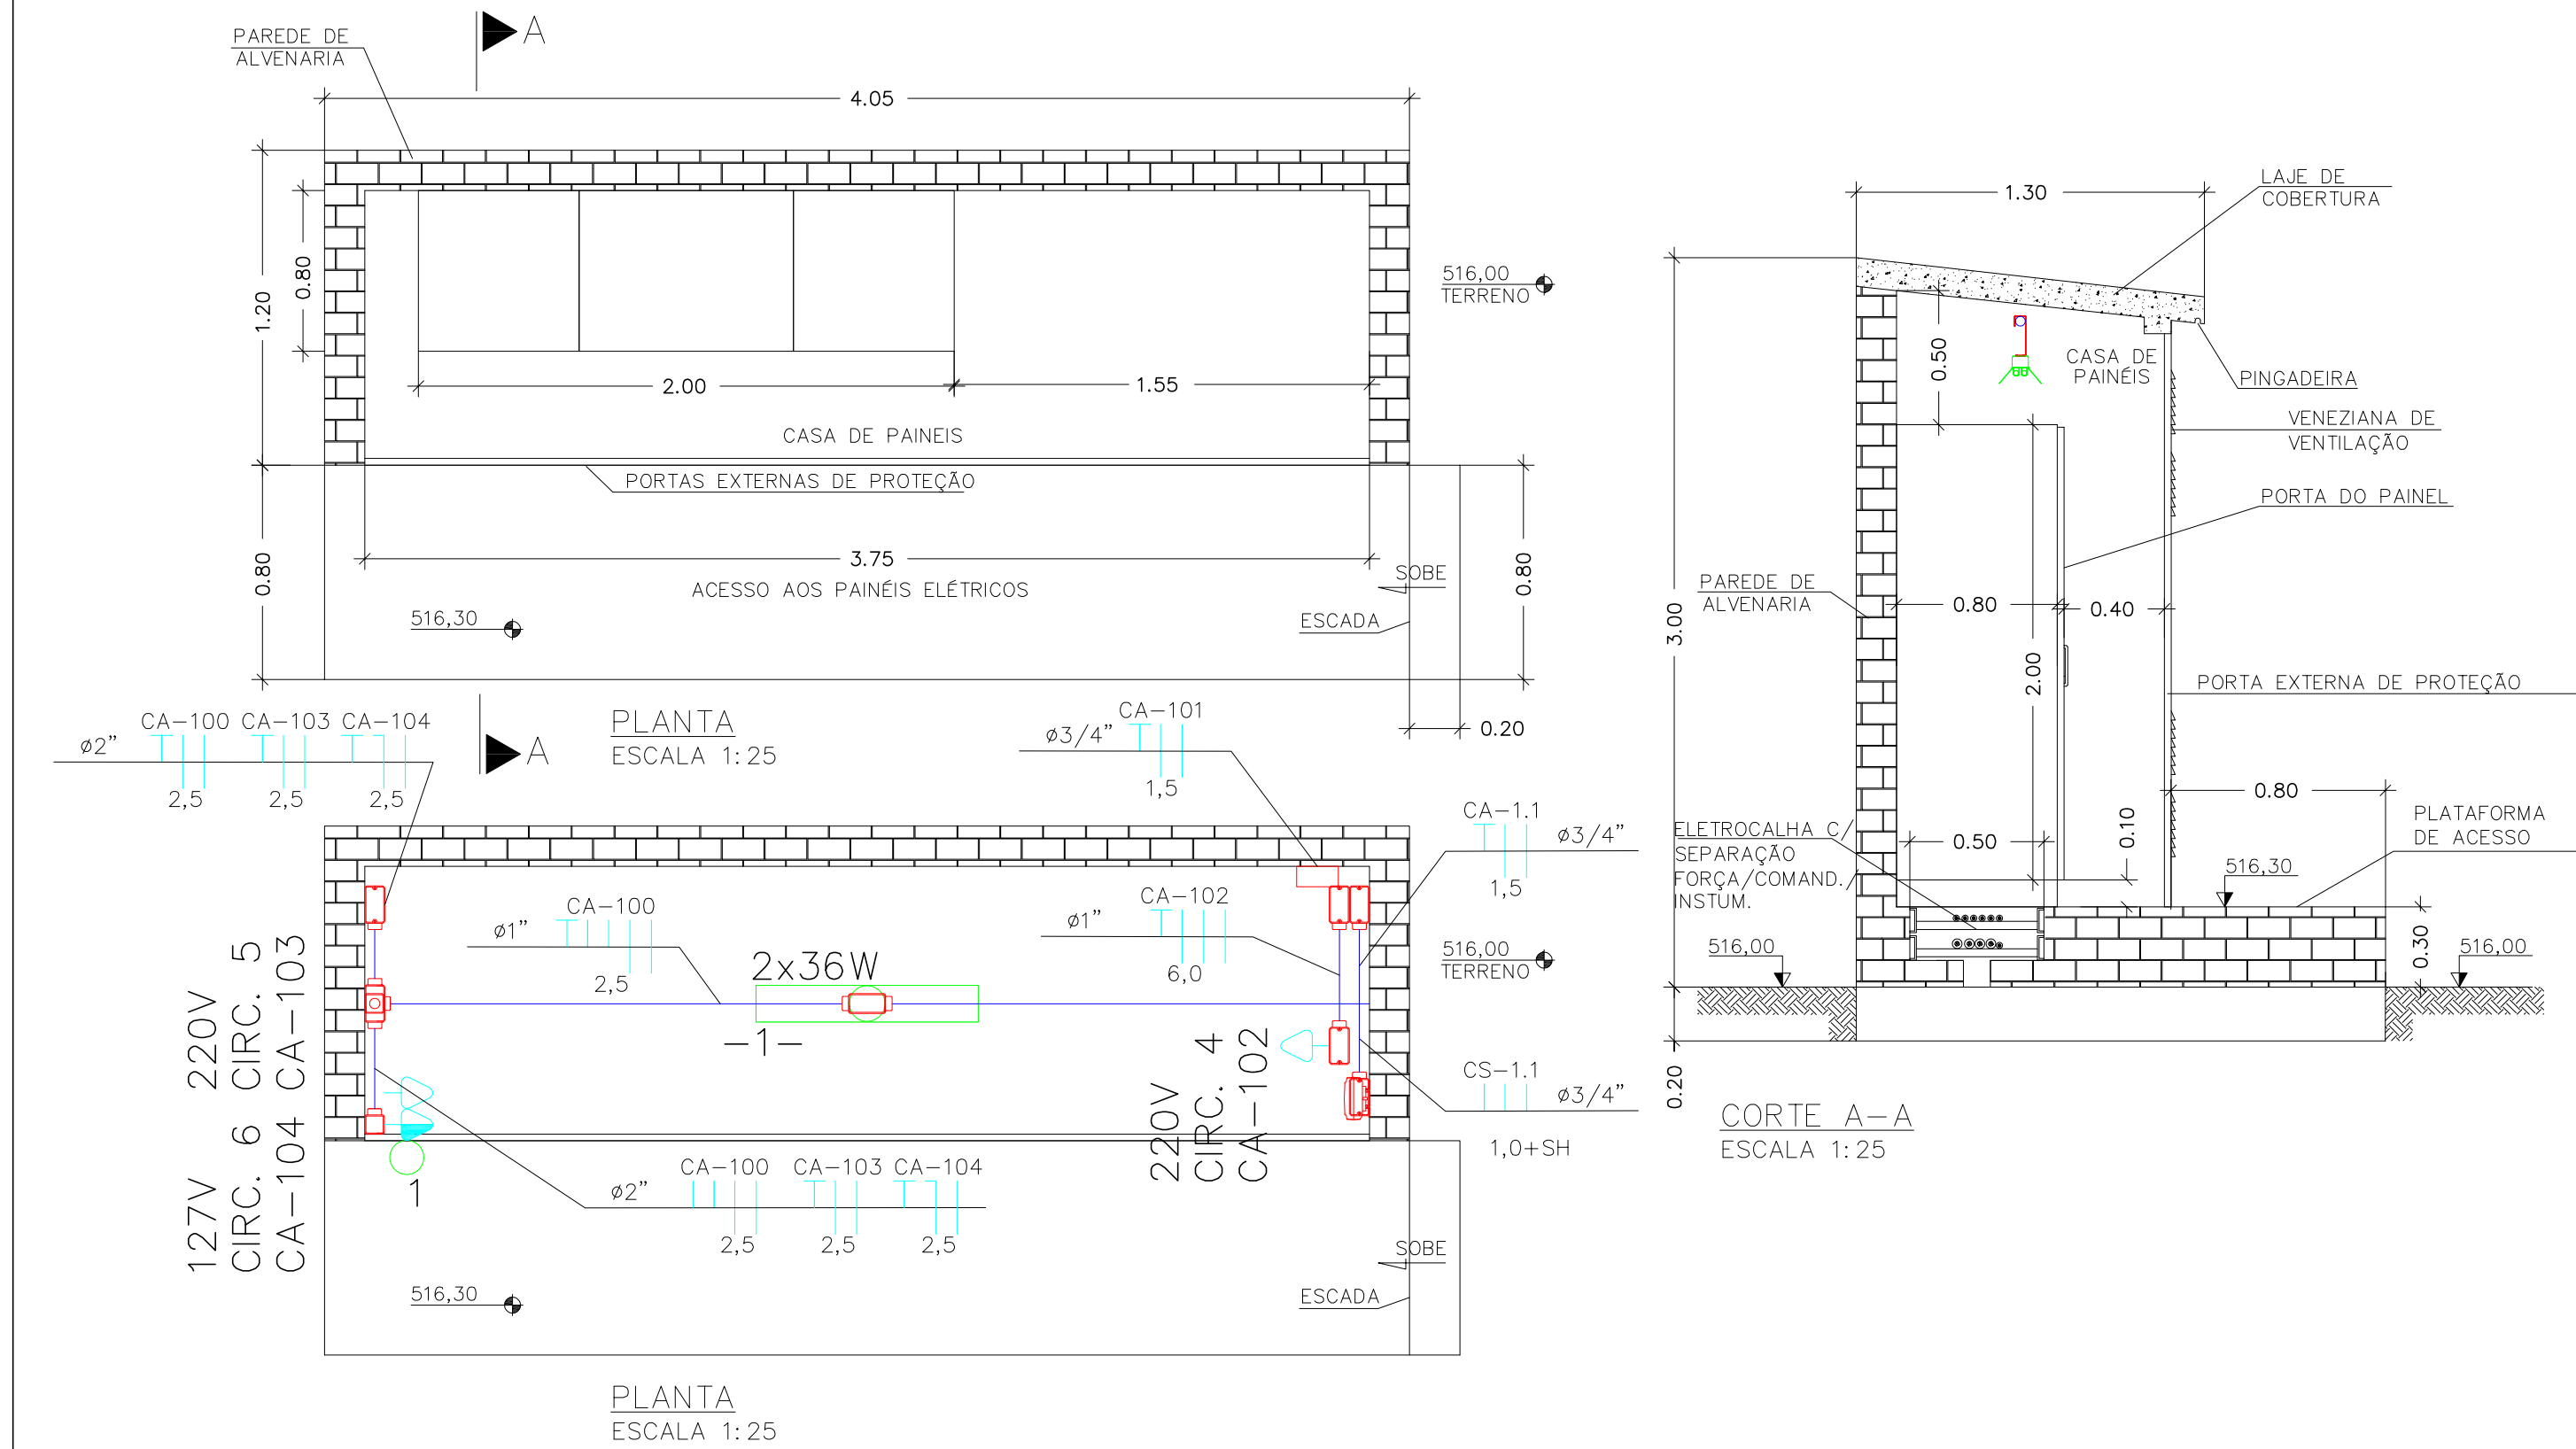 PAREDE DE
ALVENARIA
A
4.05
1.20
0.80
2.00
1.55
CASA DE PAINEIS
PORTAS EXTERNAS DE PROTEÇÃO
516,00
TERRENO
0.80
3.75
ACESSO AOS PAINÉIS ELÉTRICOS
SOBE
ESCADA
516,30
0.80
0.20
A
PLANTA
ESCALA 1:25
CA-100 CA-103 CA-104
ø2"
2,5 2,5 2,5
CA-101
ø3/4"
1,5
CA-1.1
ø3/4"
1,5
CA-100
ø1"
2,5
2x36W
-1-
CA-102
ø1"
6,0
516,00
TERRENO
127V 220V
CIRC. 6 CIRC. 5
CA-104 CA-103
220V
CIRC. 4
CA-102
CS-1.1
ø3/4"
1,0+SH
1
CA-100 CA-103 CA-104
ø2"
2,5 2,5 2,5
SOBE
ESCADA
516,30
PLANTA
ESCALA 1:25
1.30
LAJE DE
COBERTURA
0.50
CASA DE
PAINÉIS
PINGADEIRA
VENEZIANA DE
VENTILAÇÃO
PORTA DO PAINEL
PAREDE DE
ALVENARIA
3.00
0.80
0.40
2.00
PORTA EXTERNA DE PROTEÇÃO
0.80
0.10
PLATAFORMA
DE ACESSO
ELETROCALHA C/
SEPARAÇÃO
FORÇA/COMAND./
INSTUM.
0.50
516,30
516,00
0.30
516,00
0.20
CORTE A-A
ESCALA 1:25